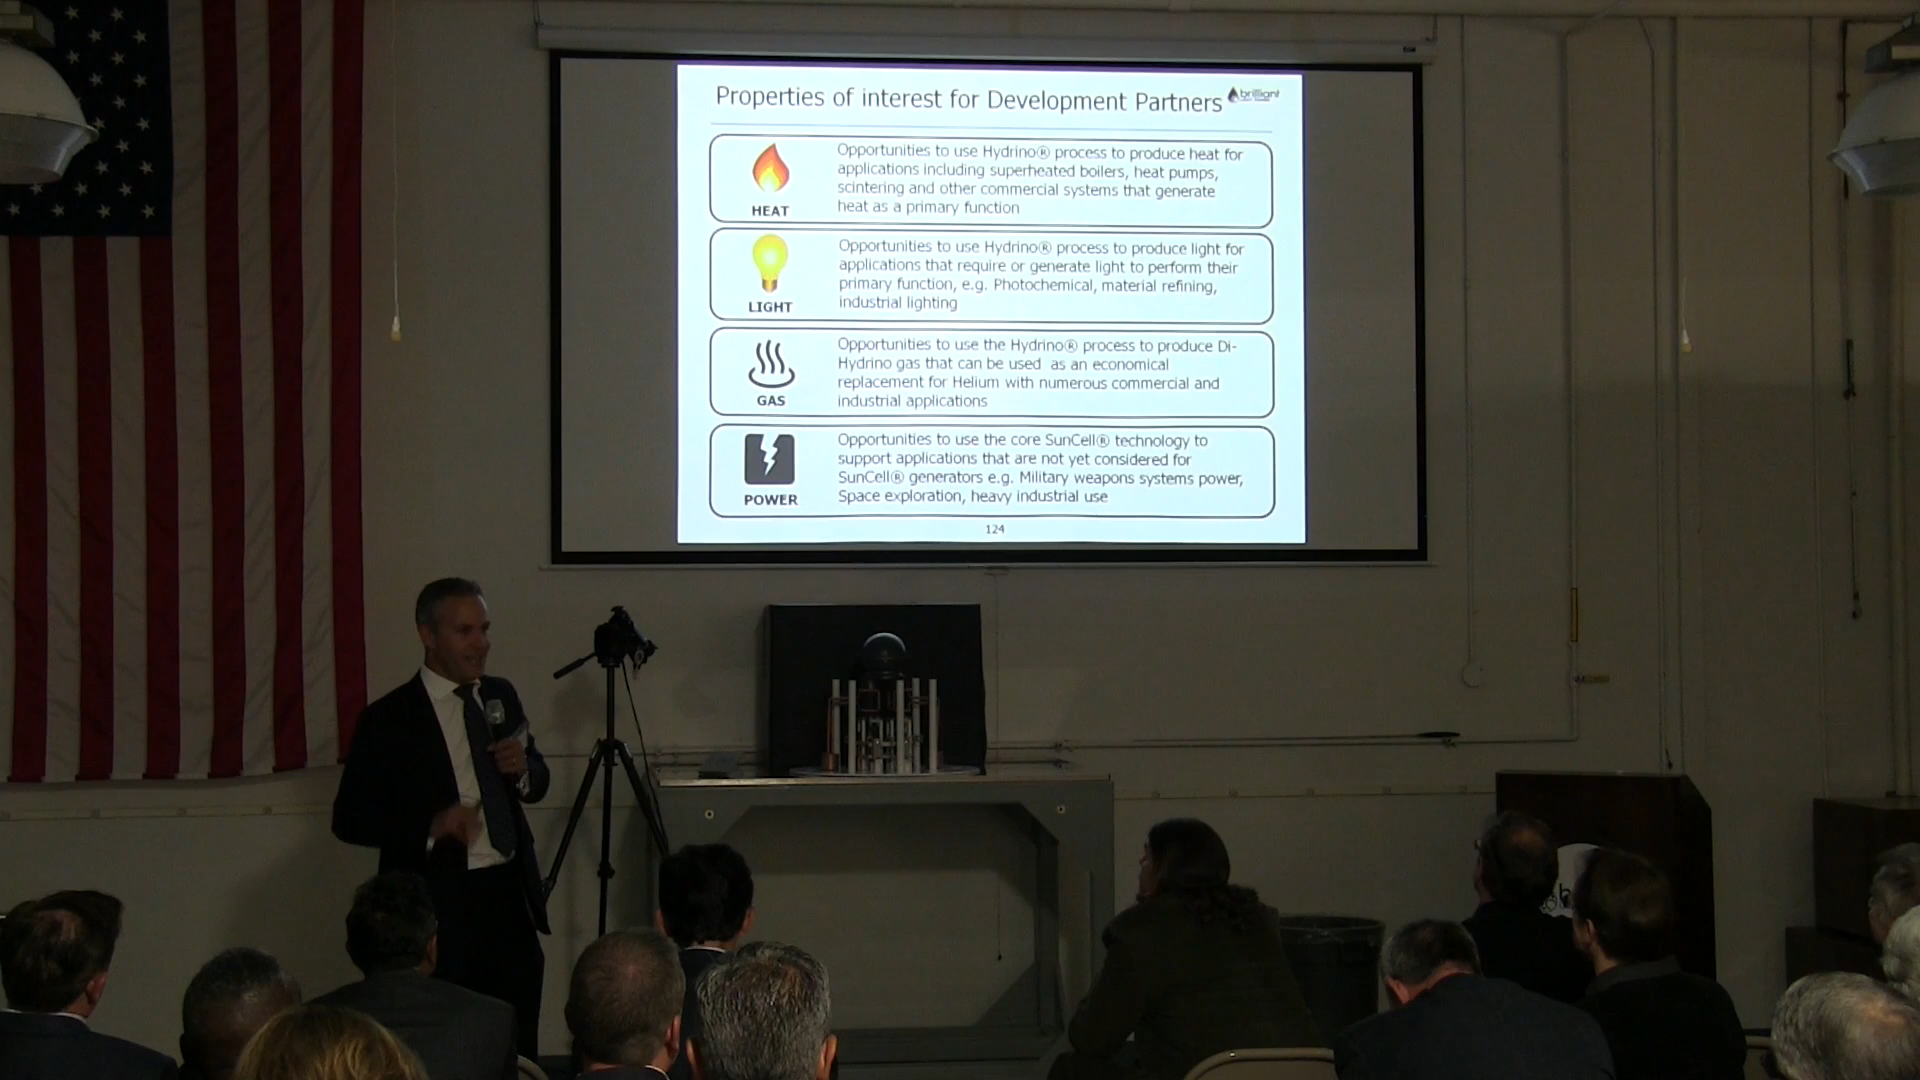 Properties of interest for Development Partners
brilliant
HEAT
Opportunities to use Hydrino® process to produce heat for
applications including superheated boilers, heat pumps,
scintering and other commercial systems that generate
heat as a primary function
LIGHT
Opportunities to use Hydrino® process to produce light for
applications that require or generate light to perform their
primary function, e.g. Photochemical, material refining,
industrial lighting
GAS
Opportunities to use the Hydrino® process to produce Di-
Hydrino gas that can be used as an economical
replacement for Helium with numerous commercial and
industrial applications
POWER
Opportunities to use the core SunCell® technology to
support applications that are not yet considered for
SunCell® generators e.g. Military weapons systems power,
Space exploration, heavy industrial use
124